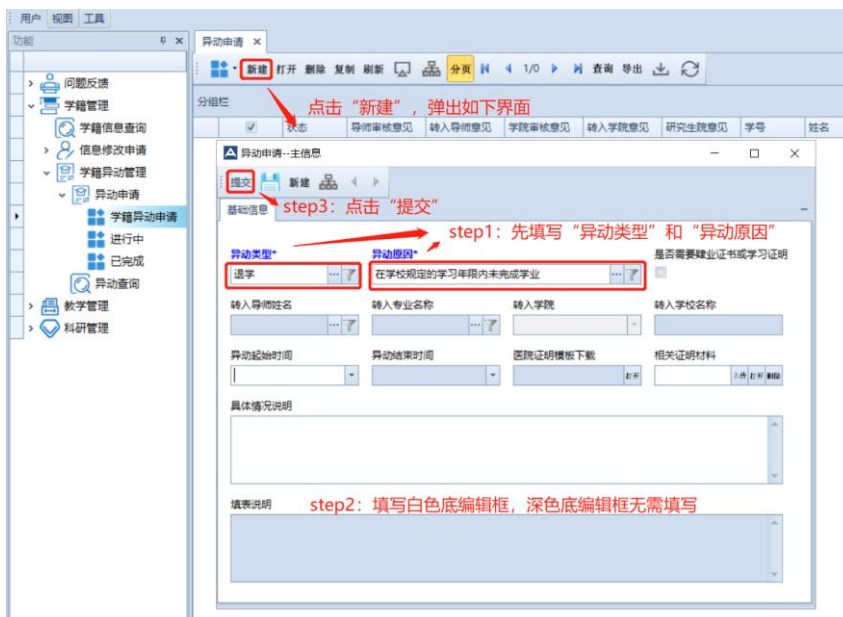 用户 视图 工具
功能
异动申请
新建 打开 删除 复制 刷新 分页 1/0 查询 导出
问题反馈
学籍管理
学籍信息查询
信息修改申请
学籍异动管理
异动申请
学籍异动申请
进行中
已完成
异动查询
教学管理
科研管理
分组栏
点击“新建”，弹出如下界面
状态 导师审核意见 转入导师意见 学院审核意见 转入学院意见 研究生院意见 学号 姓名
异动申请--主信息
提交 新建
基础信息
step3：点击“提交”
step1：先填写“异动类型”和“异动原因”
异动类型* 异动原因* 是否需要肄业证书或学习证明
退学 在学校规定的学习年限内未完成学业
转入导师姓名 转入专业名称 转入学院 转入学校名称
异动起始时间 异动结束时间 医院证明模板下载 相关证明材料
打开 上传 打开 删除
具体情况说明
填表说明
step2：填写白色底编辑框，深色底编辑框无需填写